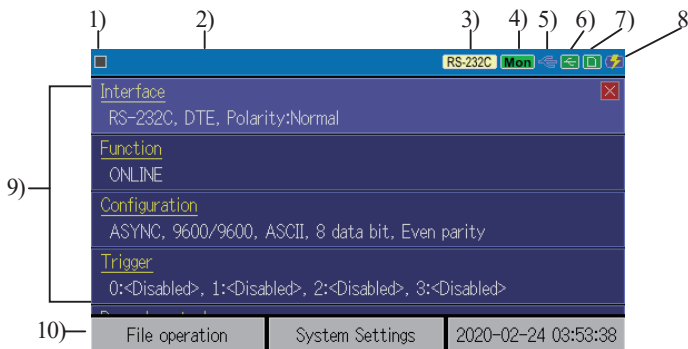 1) 2) 3) 4) 5) 6) 7) 8
RS-232C Mon
Interface
RS-232C, DTE, Polarity:Normal
Function
ONLINE
9)
Configuration
ASYNC, 9600/9600, ASCII, 8 data bit, Even parity
Trigger
0:<Disabled>, 1:<Disabled>, 2:<Disabled>, 3:<Disabled>
10) File operation System Settings 2020-02-24 03:53:38